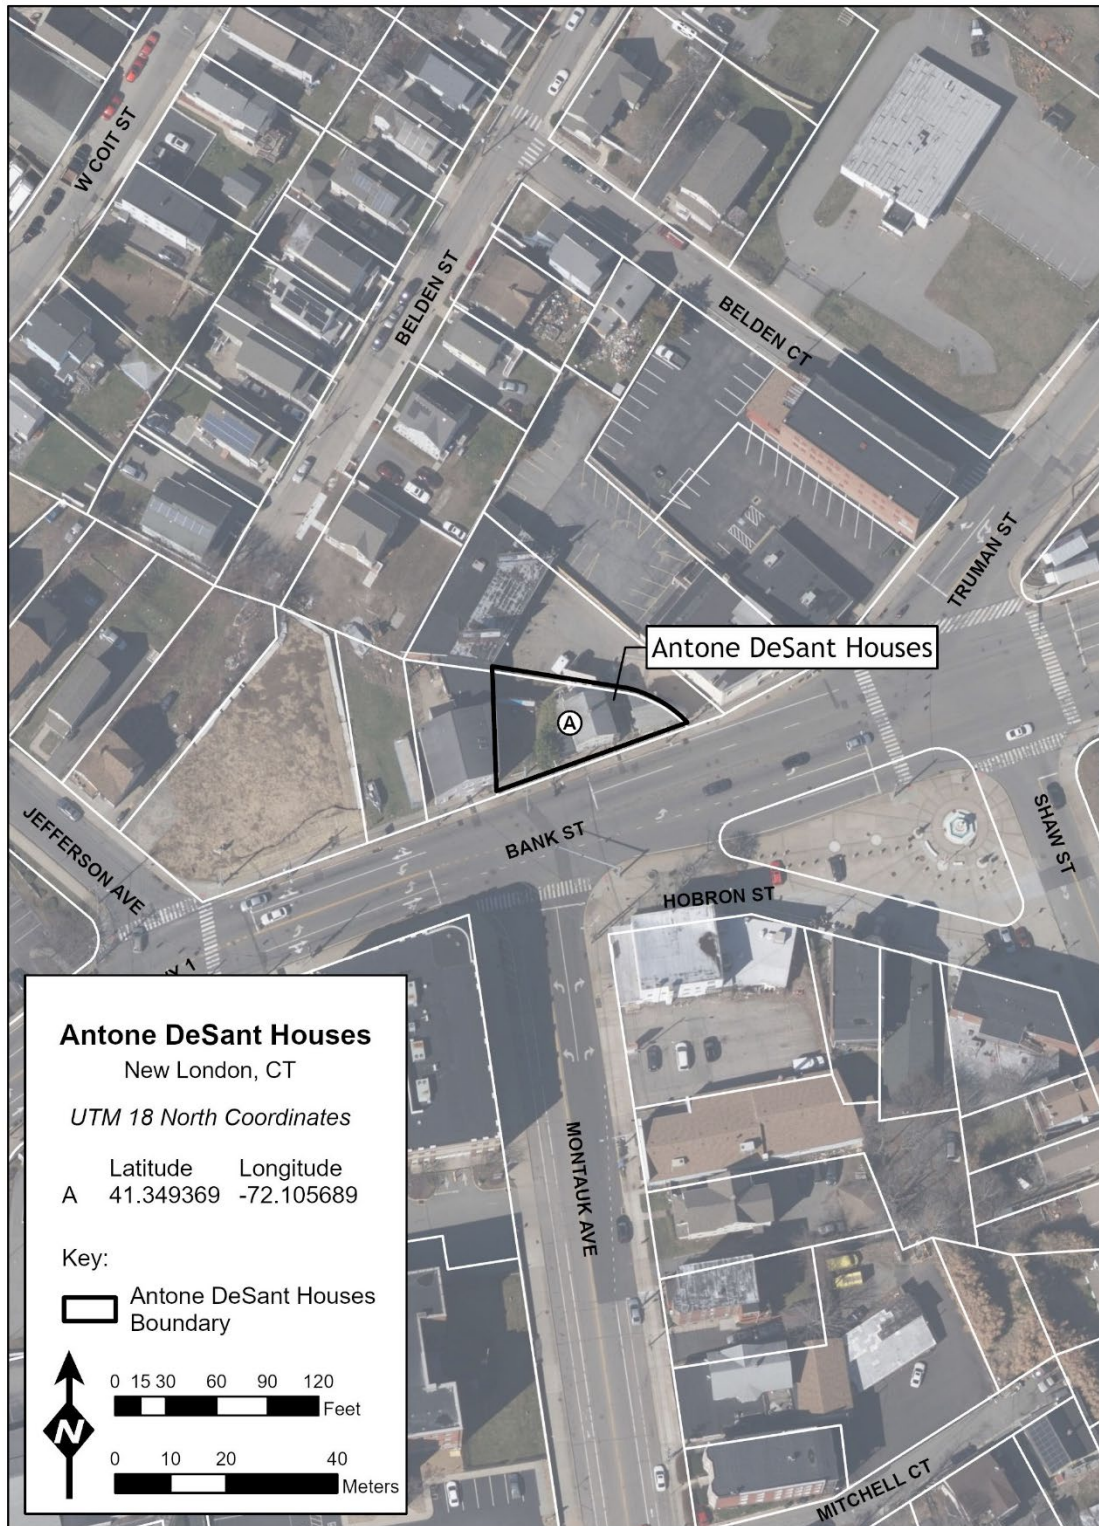 W COIT ST
BELDEN ST
BELDEN CT
TRUMAN ST
Antone DeSant Houses
A
BANK ST
SHAW ST
JEFFERSON AVE
HOBRON ST
MONTAUK AVE
MITCHELL CT
Antone DeSant Houses
New London, CT
UTM 18 North Coordinates
Latitude Longitude
A 41.349369 -72.105689
Key:
Antone DeSant Houses
Boundary
N
0 15 30 60 90 120
Feet
0 10 20 40
Meters